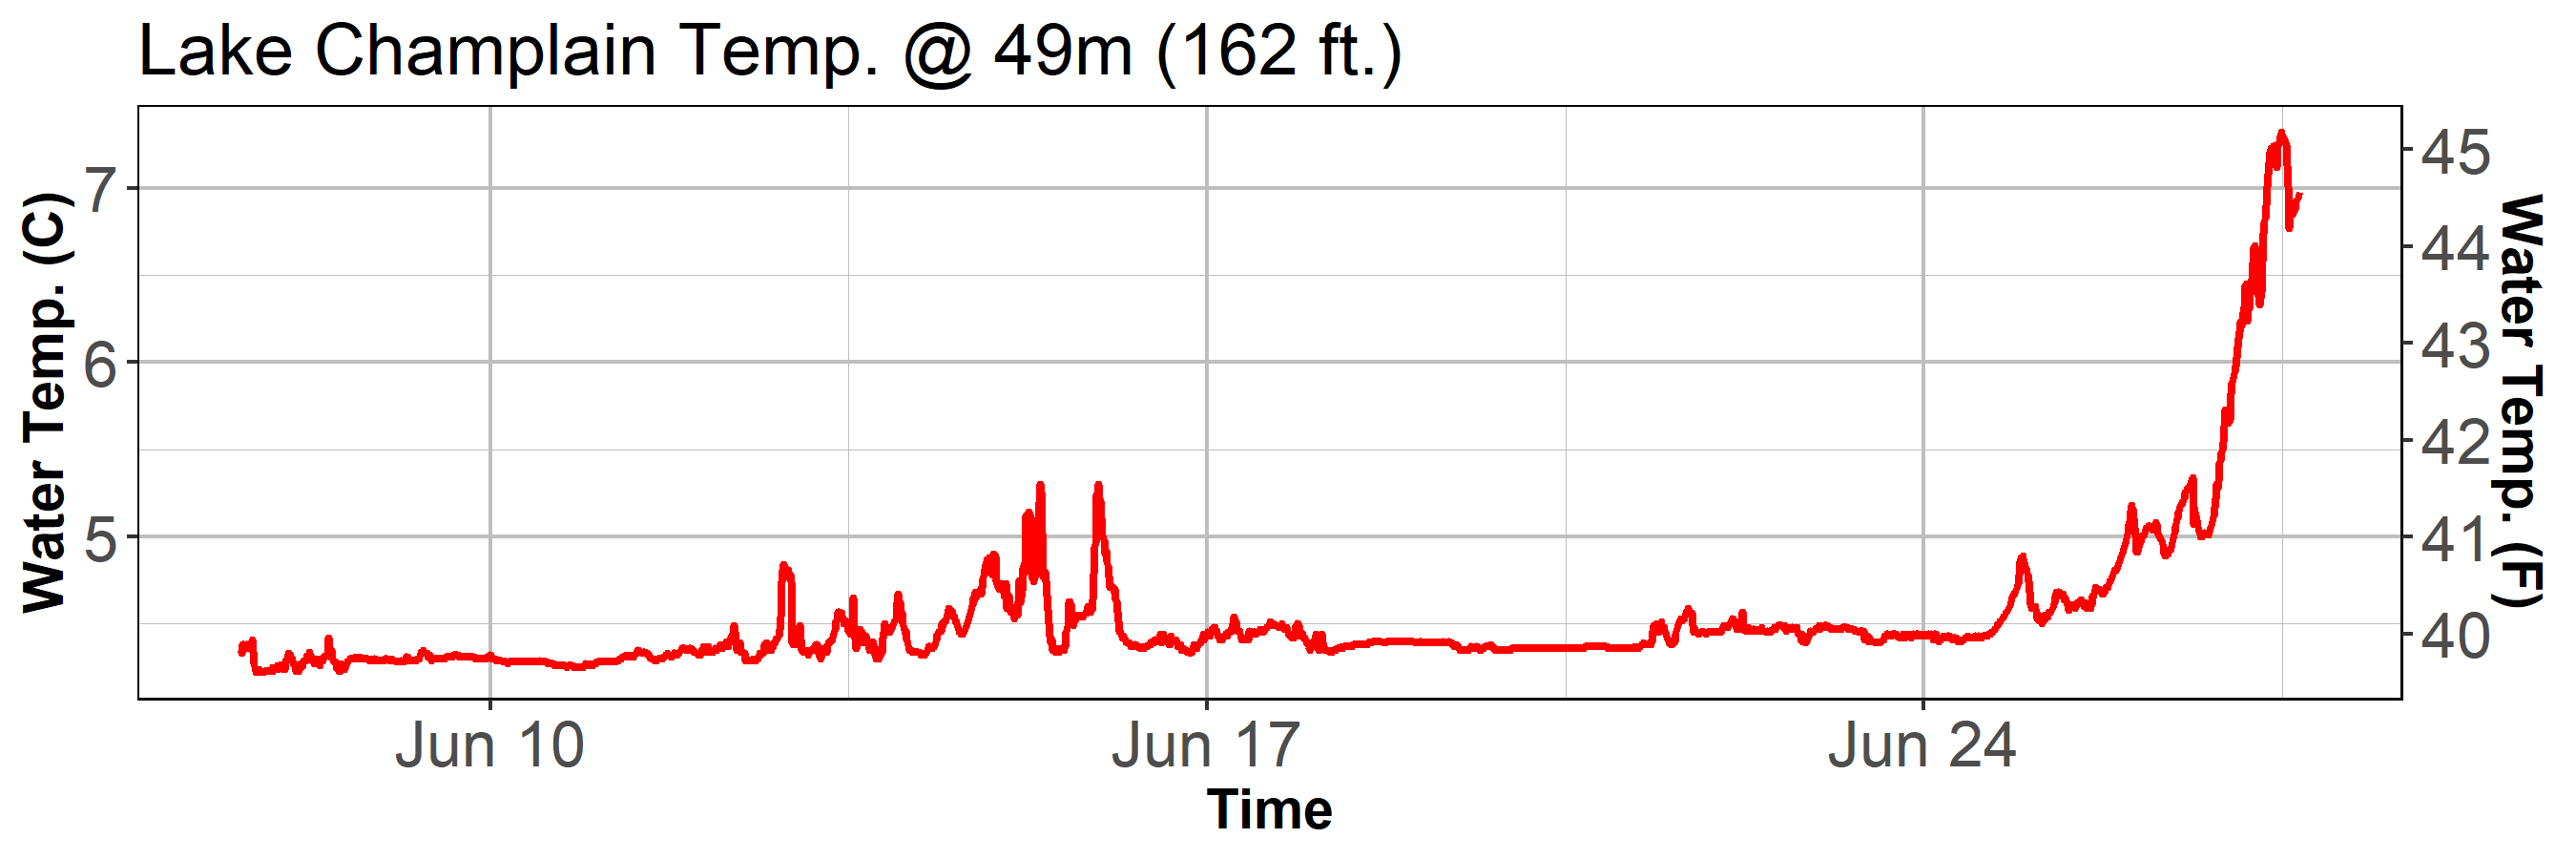 Lake Champlain Temp. @ 49m (162 ft.)
Water Temp. (C)
7
6
5
45
44
43
42
41
40
Water Temp. (F)
Jun 10
Jun 17
Jun 24
Time